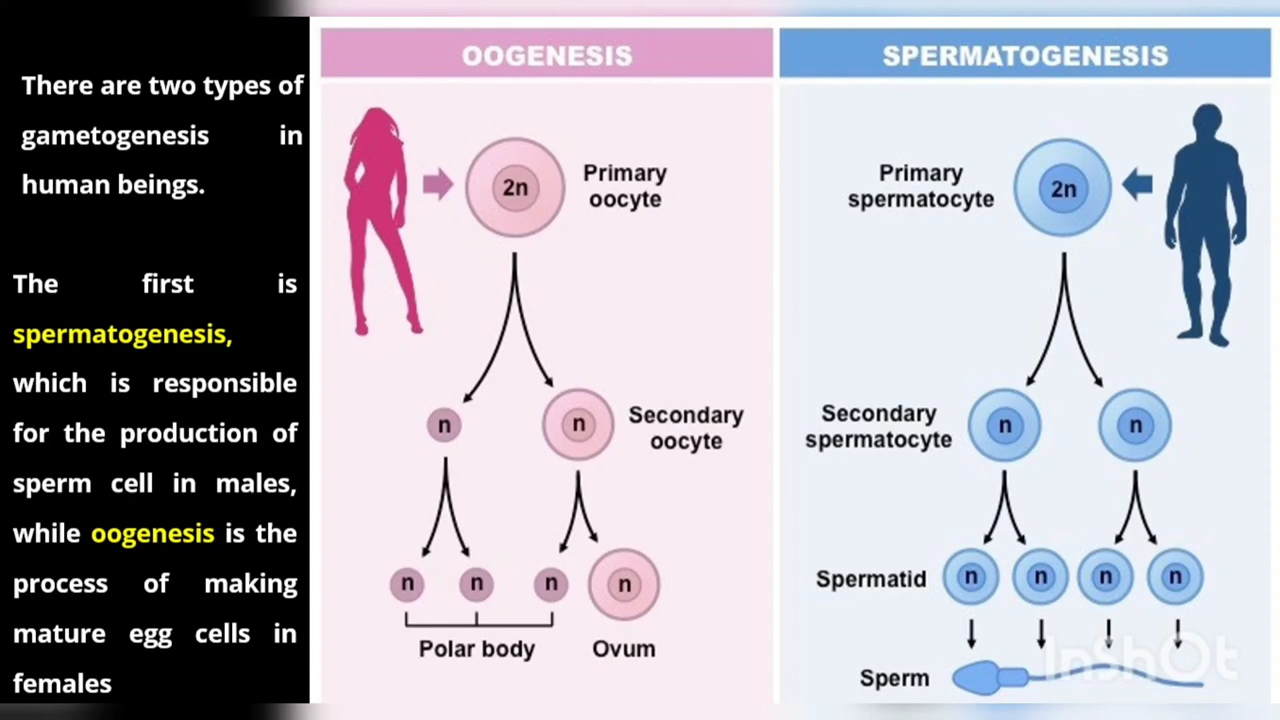 There are two types of
gametogenesis in
human beings.
The first is
spermatogenesis,
which is responsible
for the production of
sperm cell in males,
while oogenesis is the
process of making
mature egg cells in
females
OOGENESIS
2n
Primary
oocyte
n
n
Secondary
oocyte
n
n
n
n
Polar body
Ovum
SPERMATOGENESIS
Primary
spermatocyte
2n
Secondary
spermatocyte
n
n
Spermatid
n
n
n
n
Sperm
InShOt